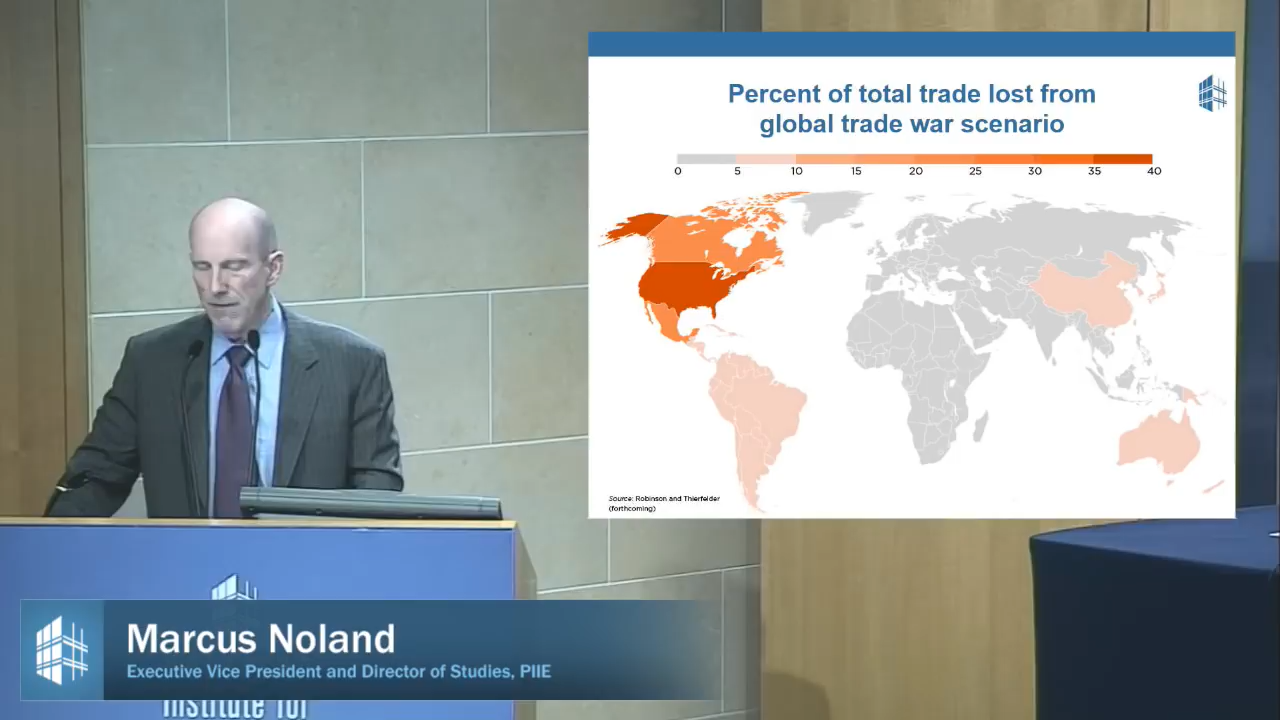 Percent of total trade lost from
global trade war scenario
0 5 10 15 20 25 30 35 40
Source: Robinson and Thierfelder
(forthcoming)
Marcus Noland
Executive Vice President and Director of Studies, PIIE
Institute for